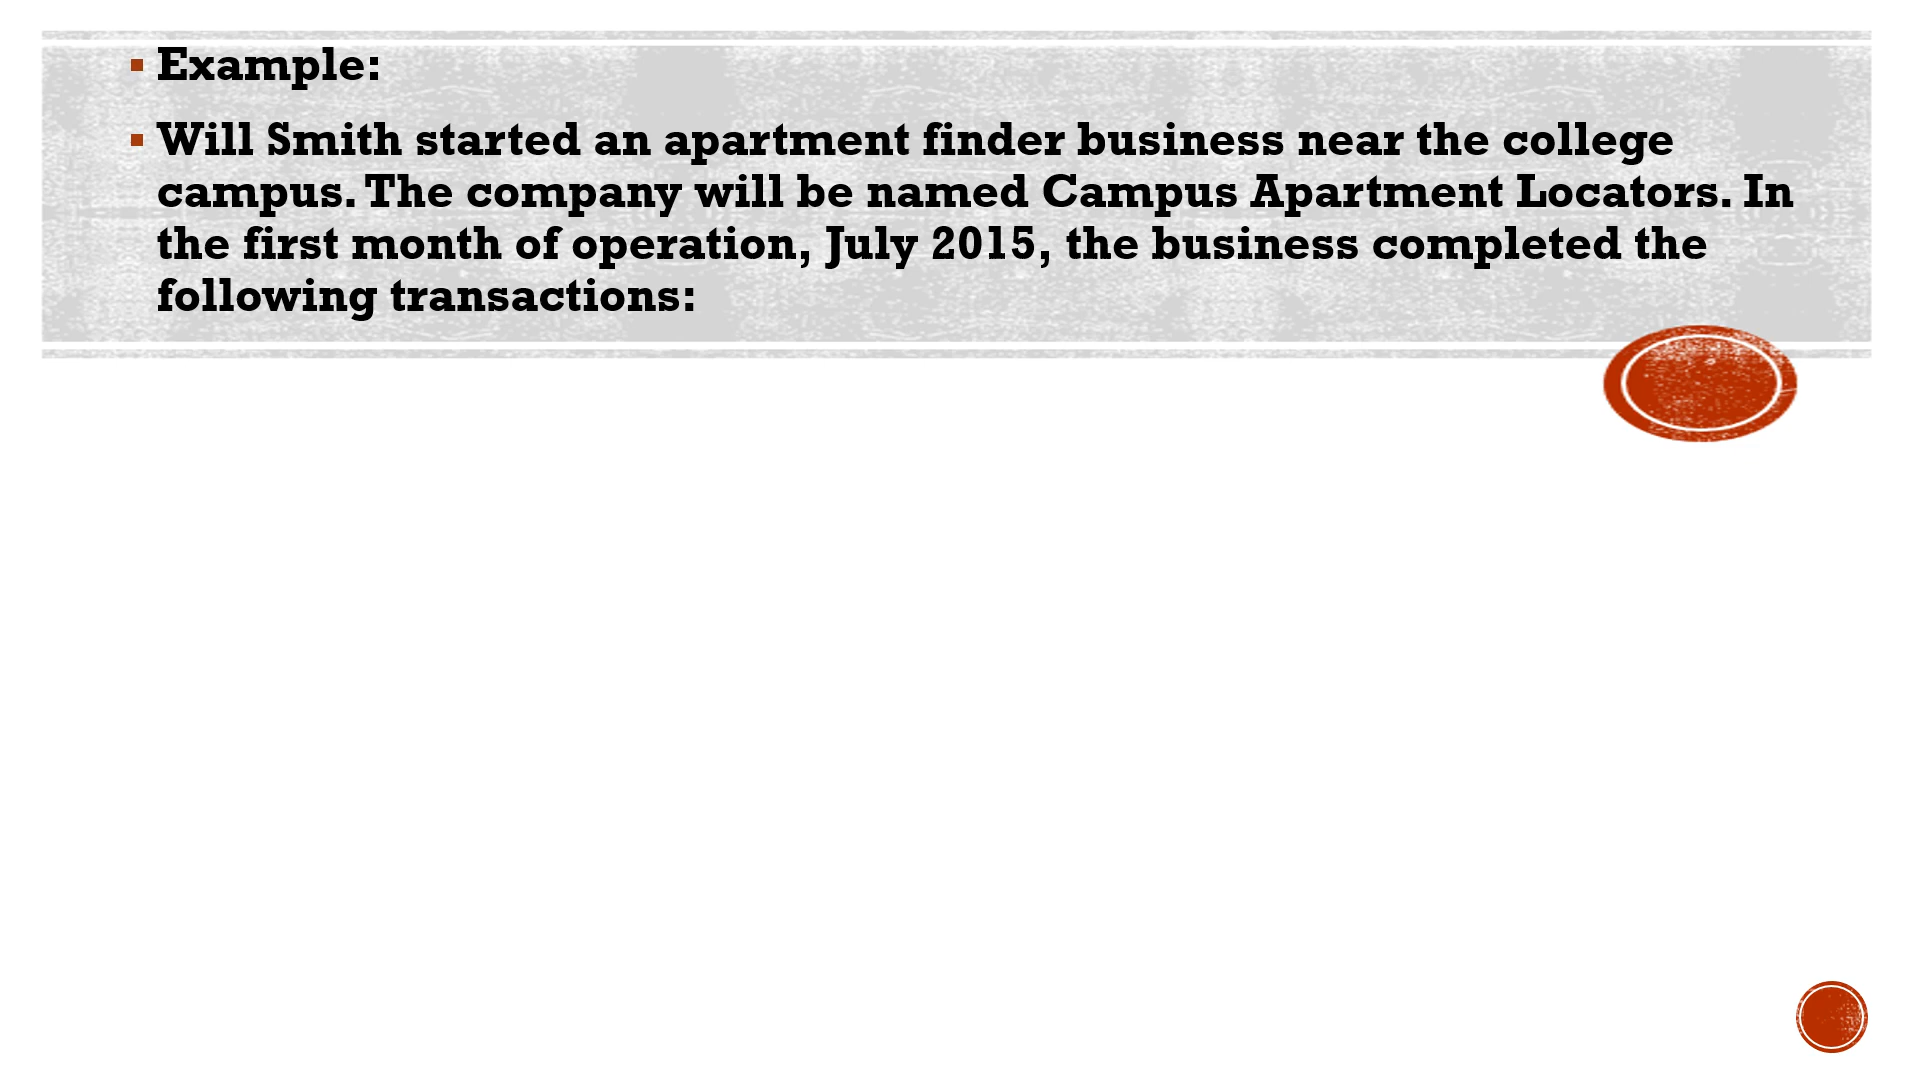 Example:
Will Smith started an apartment finder business near the college
campus. The company will be named Campus Apartment Locators. In
the first month of operation, July 2015, the business completed the
following transactions: